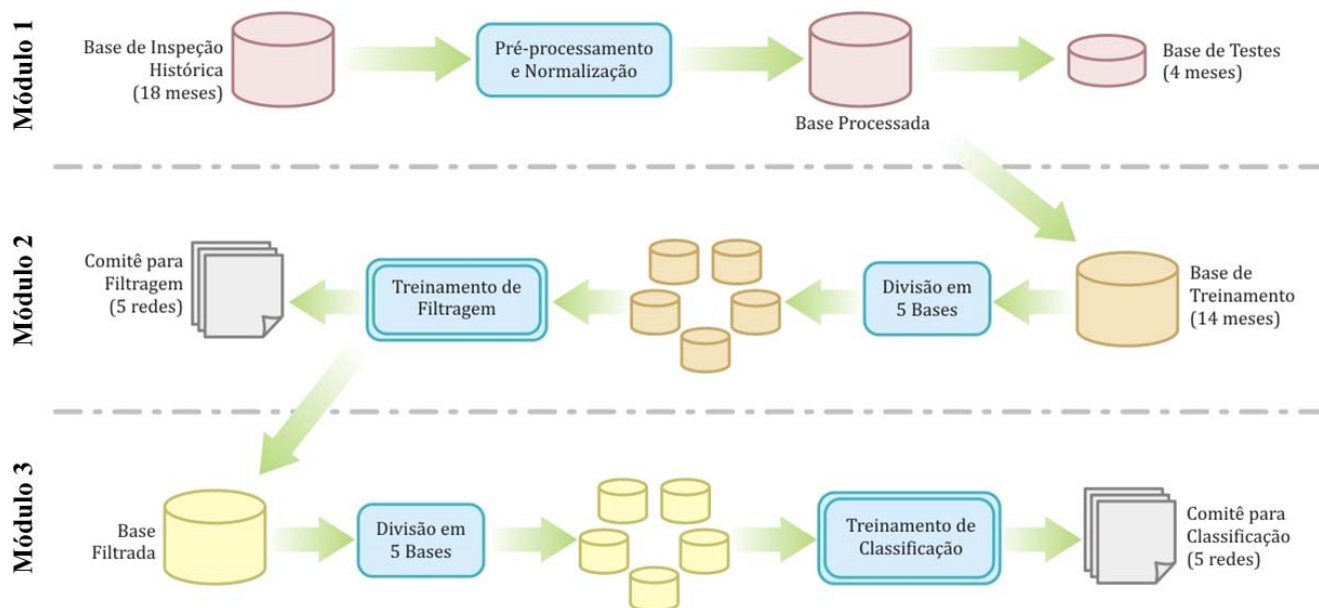 Módulo 1
Base de Inspeção
Histórica
(18 meses)
Pré-processamento
e Normalização
Base Processada
Base de Testes
(4 meses)
Módulo 2
Comitê para
Filtragem
(5 redes)
Treinamento de
Filtragem
Divisão em
5 Bases
Base de
Treinamento
(14 meses)
Módulo 3
Base
Filtrada
Divisão em
5 Bases
Treinamento de
Classificação
Comitê para
Classificação
(5 redes)